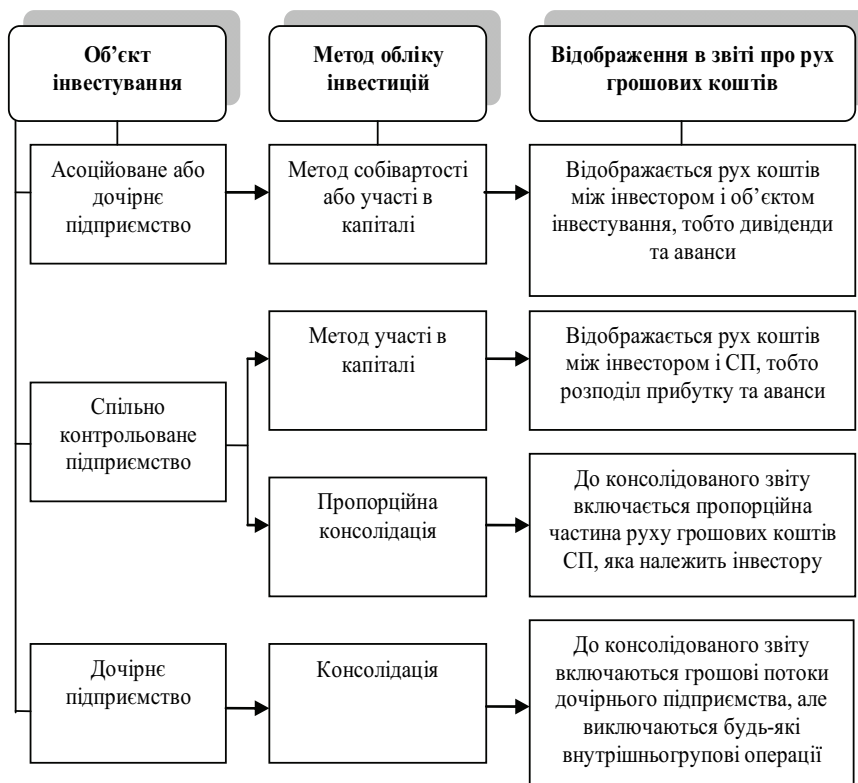 Об’єкт
інвестування
Метод обліку
інвестицій
Відображення в звіті про рух
грошових коштів
Асоційоване або
дочірнє
підприємство
Метод собівартості
або участі в
капіталі
Відображається рух коштів
між інвестором і об’єктом
інвестування, тобто дивіденди
та аванси
Спільно
контрольоване
підприємство
Метод участі в
капіталі
Відображається рух коштів
між інвестором і СП, тобто
розподіл прибутку та аванси
Пропорційна
консолідація
До консолідованого звіту
включається пропорційна
частина руху грошових коштів
СП, яка належить інвестору
Дочірнє
підприємство
Консолідація
До консолідованого звіту
включаються грошові потоки
дочірнього підприємства, але
виключаються будь-які
внутрішньогрупові операції